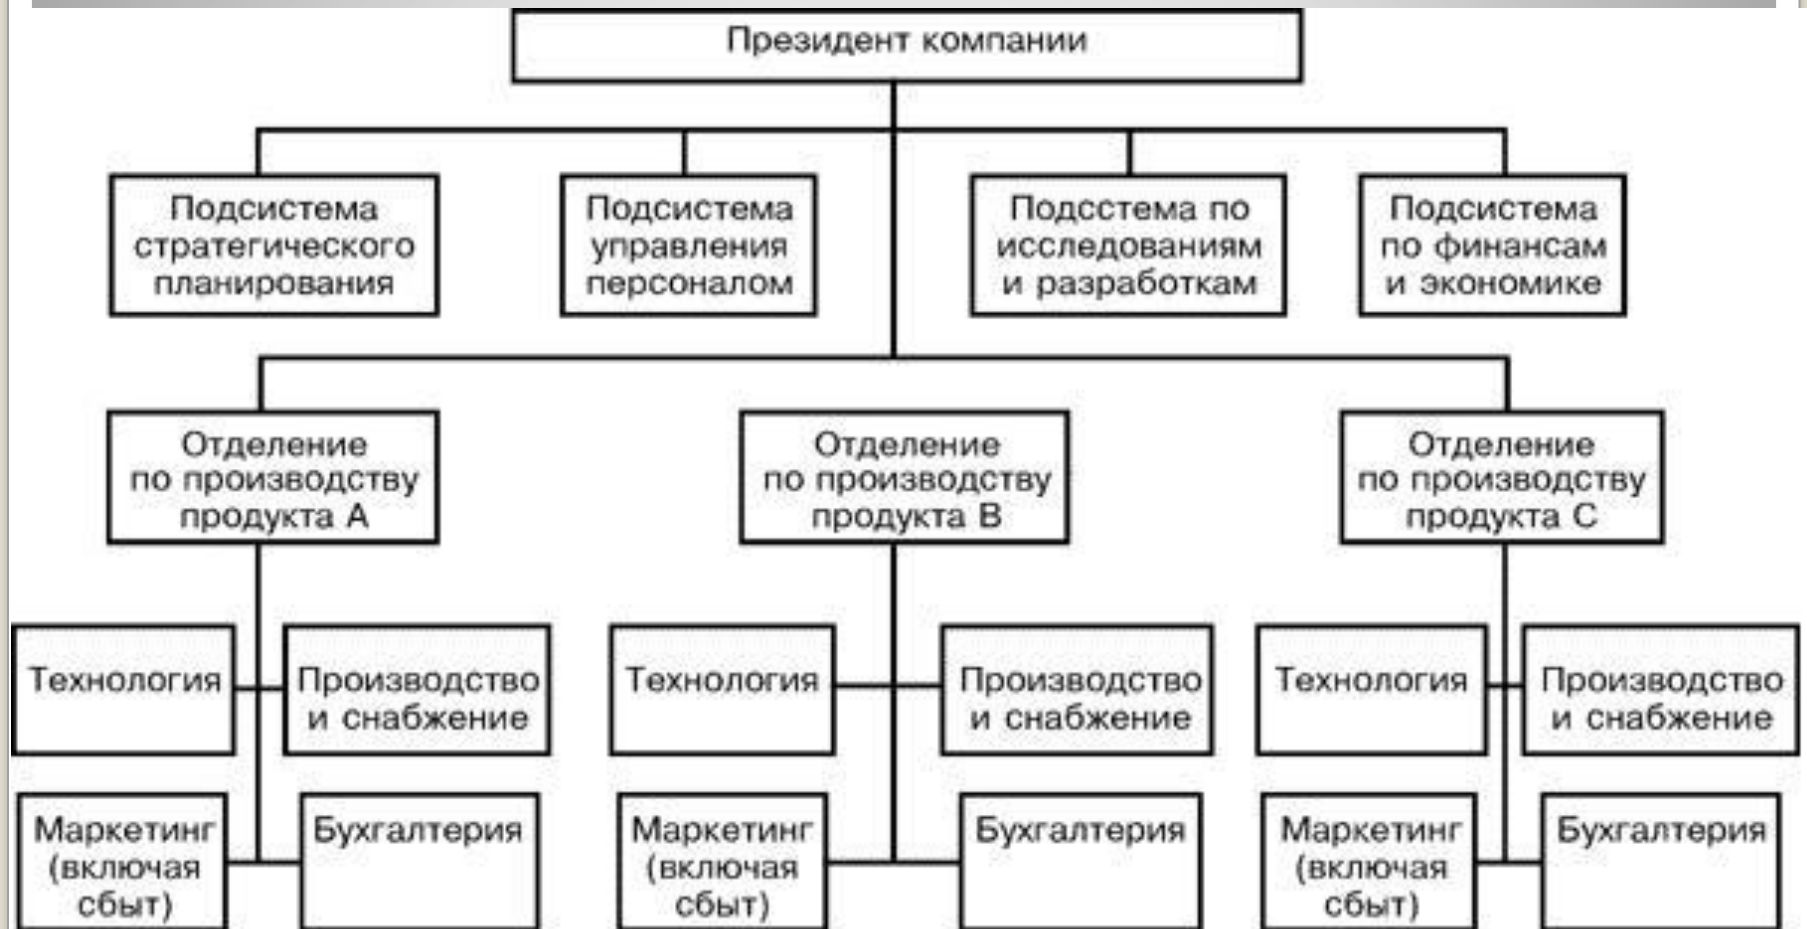 Президент компании
Подсистема
стратегического
планирования
Подсистема
управления
персоналом
Подсстема по
исследованиям
и разработкам
Подсистема
по финансам
и экономике
Отделение
по производству
продукта А
Отделение
по производству
продукта В
Отделение
по производству
продукта С
Технология
Производство
и снабжение
Технология
Производство
и снабжение
Технология
Производство
и снабжение
Маркетинг
(включая
сбыт)
Бухгалтерия
Маркетинг
(включая
сбыт)
Бухгалтерия
Маркетинг
(включая
сбыт)
Бухгалтерия